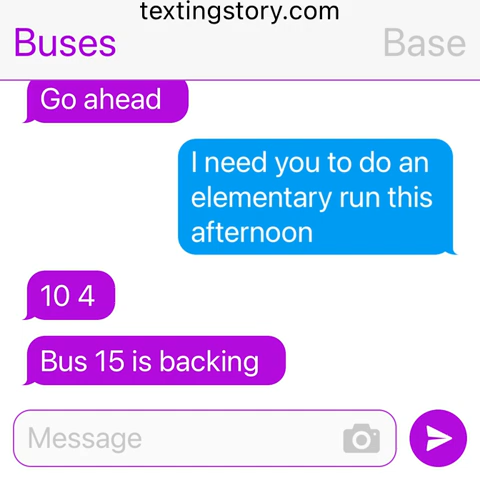 textingstory.com
Buses
Base
Go ahead
I need you to do an
elementary run this
afternoon
10 4
Bus 15 is backing
Message